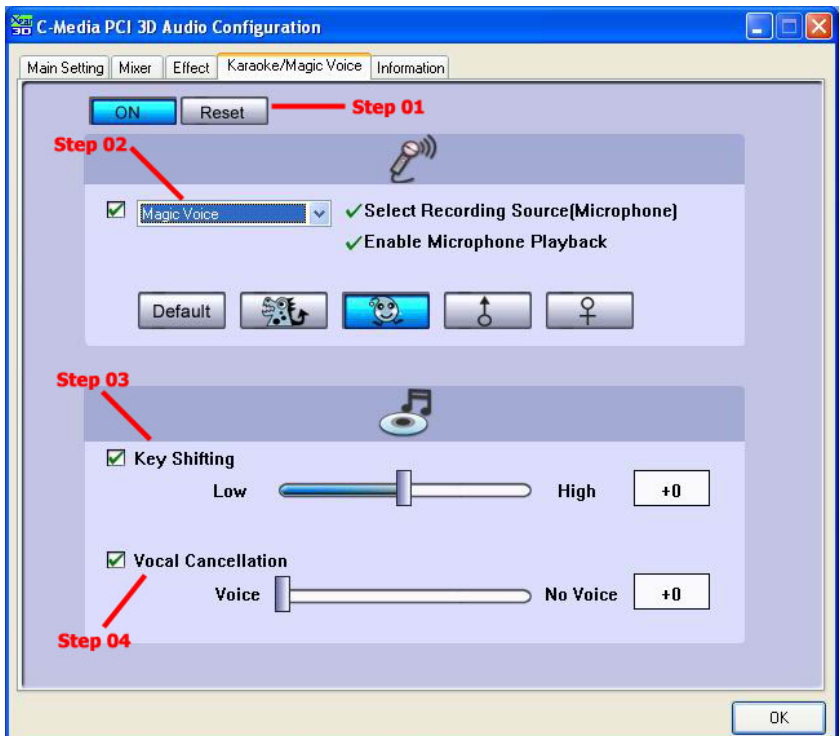 C-Media PCI 3D Audio Configuration
Main Setting Mixer Effect Karaoke/Magic Voice Information
ON Reset Step 01
Step 02
Magic Voice Select Recording Source(Microphone)
Enable Microphone Playback
Default
Step 03
Key Shifting
Low High +0
Vocal Cancellation
Voice No Voice +0
Step 04
OK